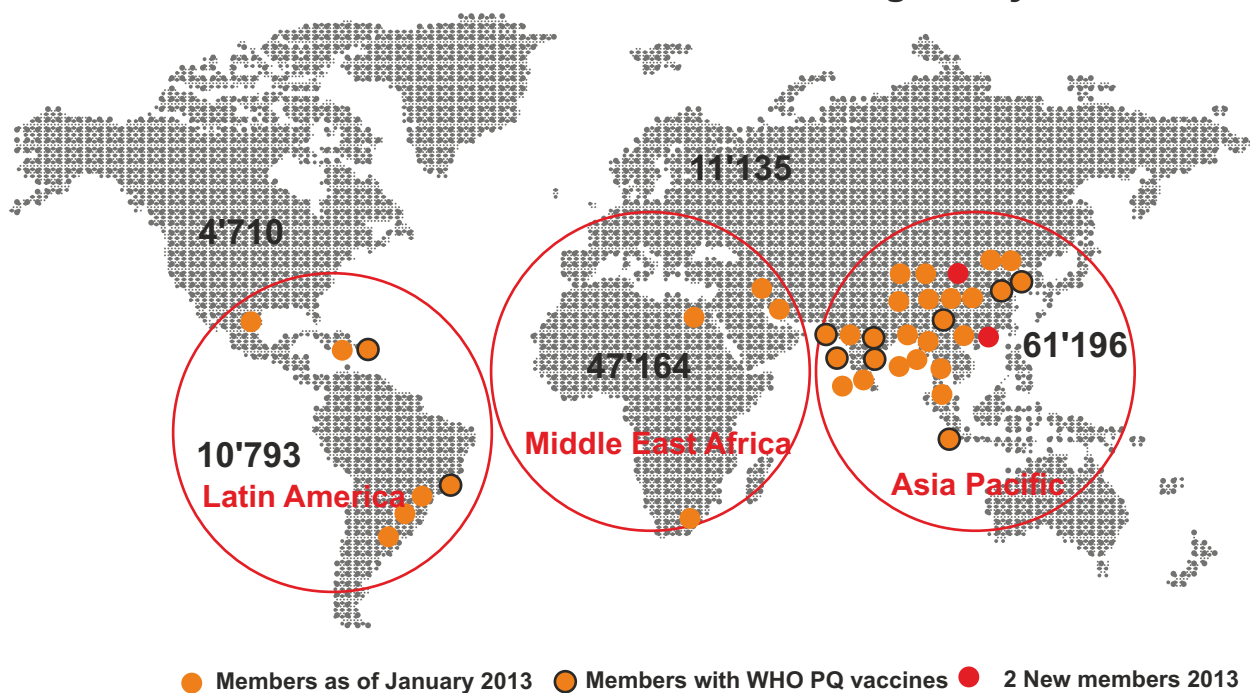 11'135
4'710
61'196
47'164
Middle East Africa
10'793
Latin America
Asia Pacific
Members as of January 2013
Members with WHO PQ vaccines
2 New members 2013